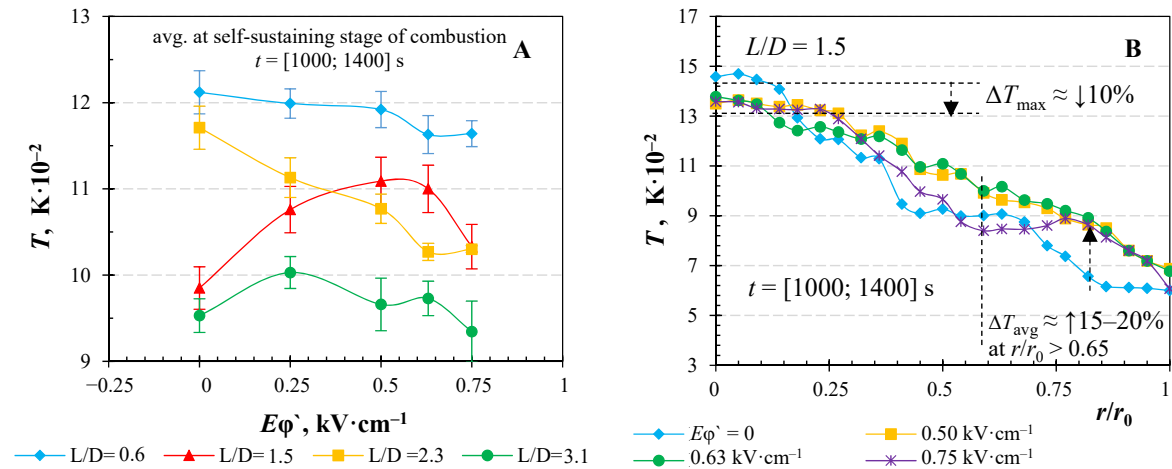 avg. at self-sustaining stage of combustion
t = [1000; 1400] s
A
T, K·10⁻²
13
12
11
10
9
−0.25
0
0.25
0.5
0.75
1
Eφ`, kV·cm⁻¹
L/D= 0.6
L/D= 1.5
L/D =2.3
L/D=3.1
L/D = 1.5
B
ΔTmax ≈ ↓10%
T, K·10⁻²
17
15
13
11
9
7
5
3
t = [1000; 1400] s
ΔTavg ≈ ↑15–20%
at r/r₀ > 0.65
0
0.25
0.5
0.75
1
r/r₀
Eφ` = 0
0.50 kV·cm⁻¹
0.63 kV·cm⁻¹
0.75 kV·cm⁻¹